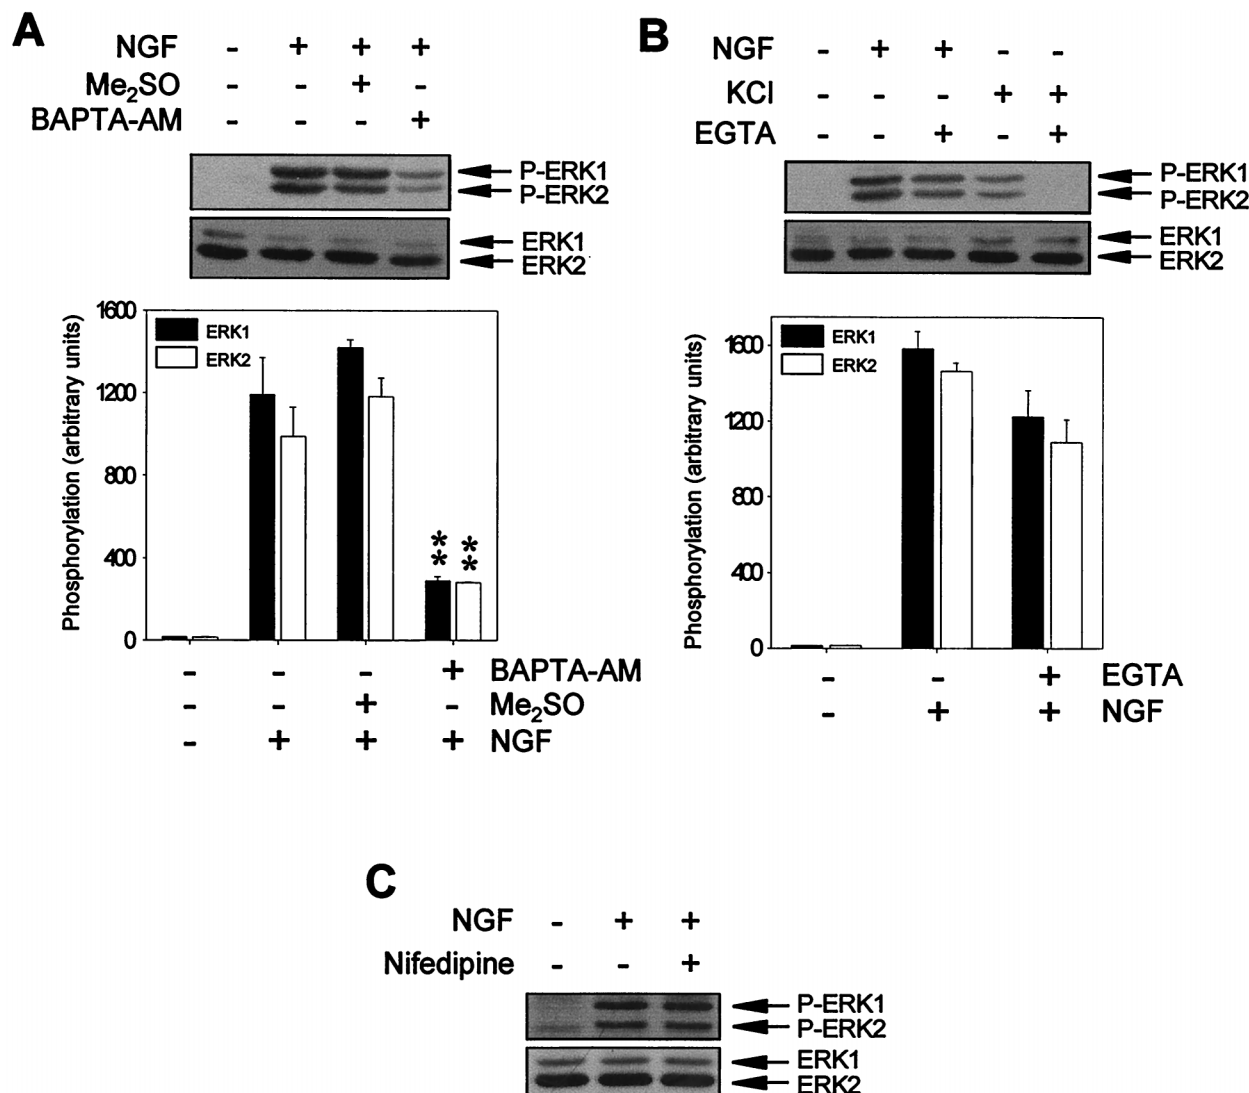 A
NGF - + + +
Me₂SO - - + -
BAPTA-AM - - - +
P-ERK1
P-ERK2
ERK1
ERK2
Phosphorylation (arbitrary units)
1600
1200
800
400
0
ERK1
ERK2
* *
* *
- - - + BAPTA-AM
- - + - Me₂SO
- + + + NGF
B
NGF - + + - -
KCl - - - + +
EGTA - - + - +
P-ERK1
P-ERK2
ERK1
ERK2
Phosphorylation (arbitrary units)
1600
1200
800
400
0
ERK1
ERK2
- - + EGTA
- + + NGF
C
NGF - + +
Nifedipine - - +
P-ERK1
P-ERK2
ERK1
ERK2